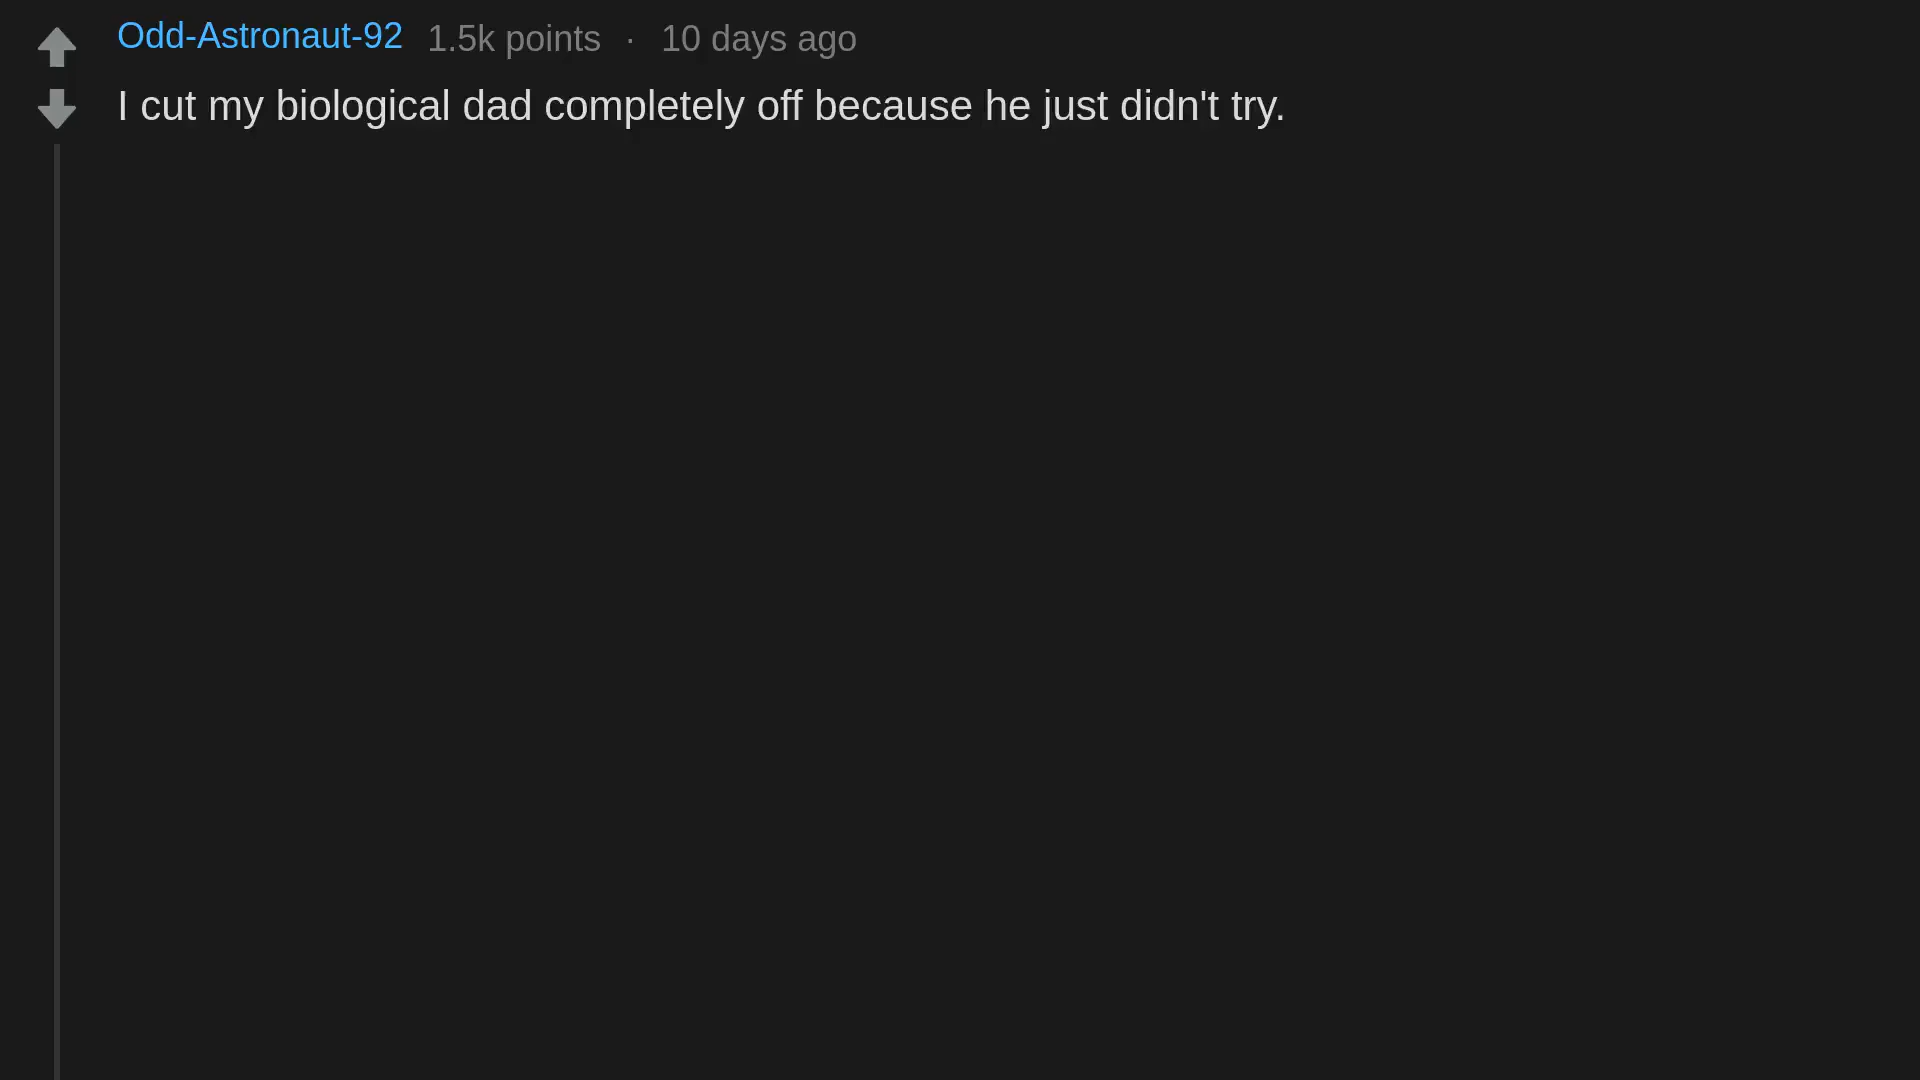 Odd-Astronaut-92 1.5k points · 10 days ago
I cut my biological dad completely off because he just didn't try.